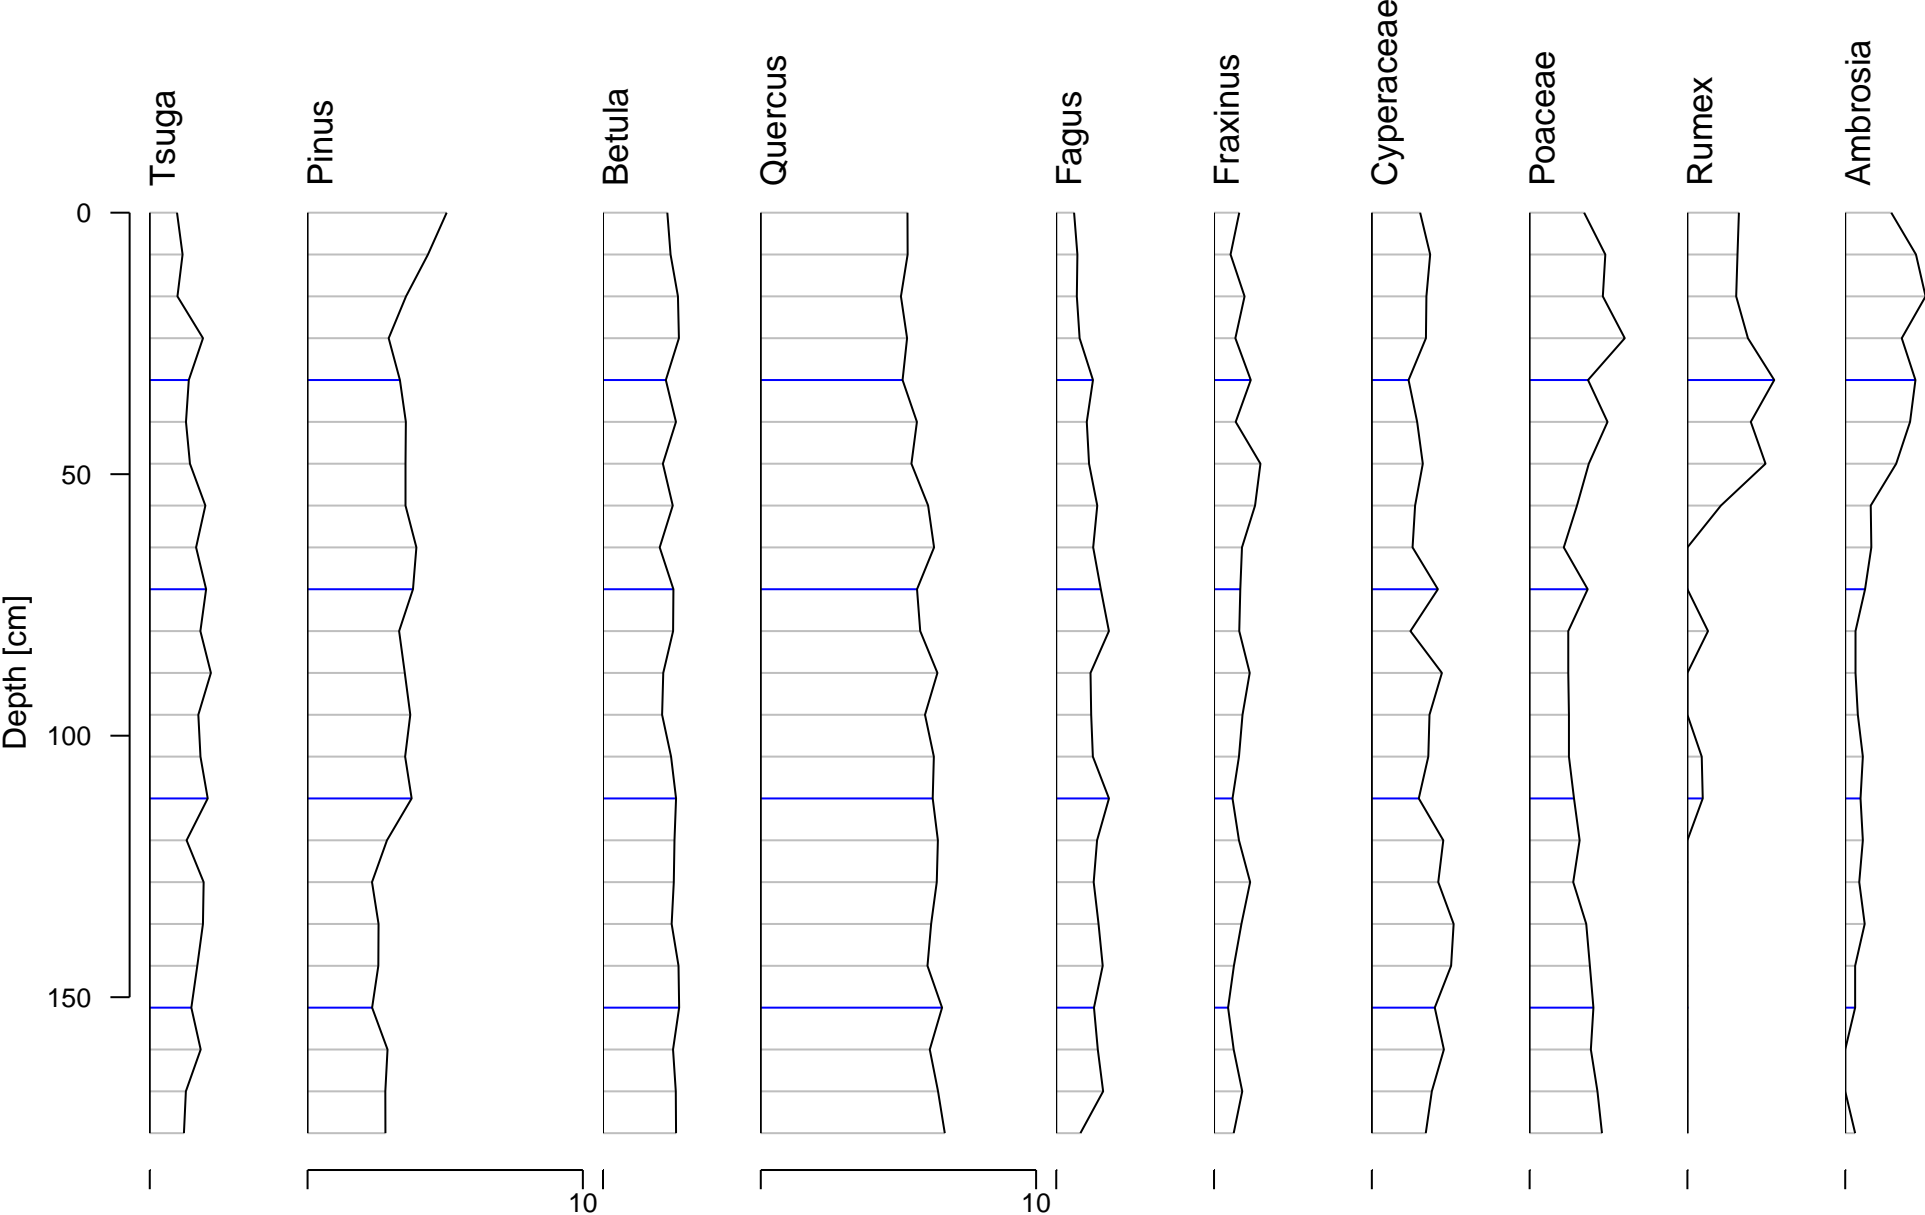 Tsuga
Pinus
Betula
Quercus
Fagus
Fraxinus
Cyperaceae
Poaceae
Rumex
Ambrosia
Depth [cm]
0
50
100
150
10
10